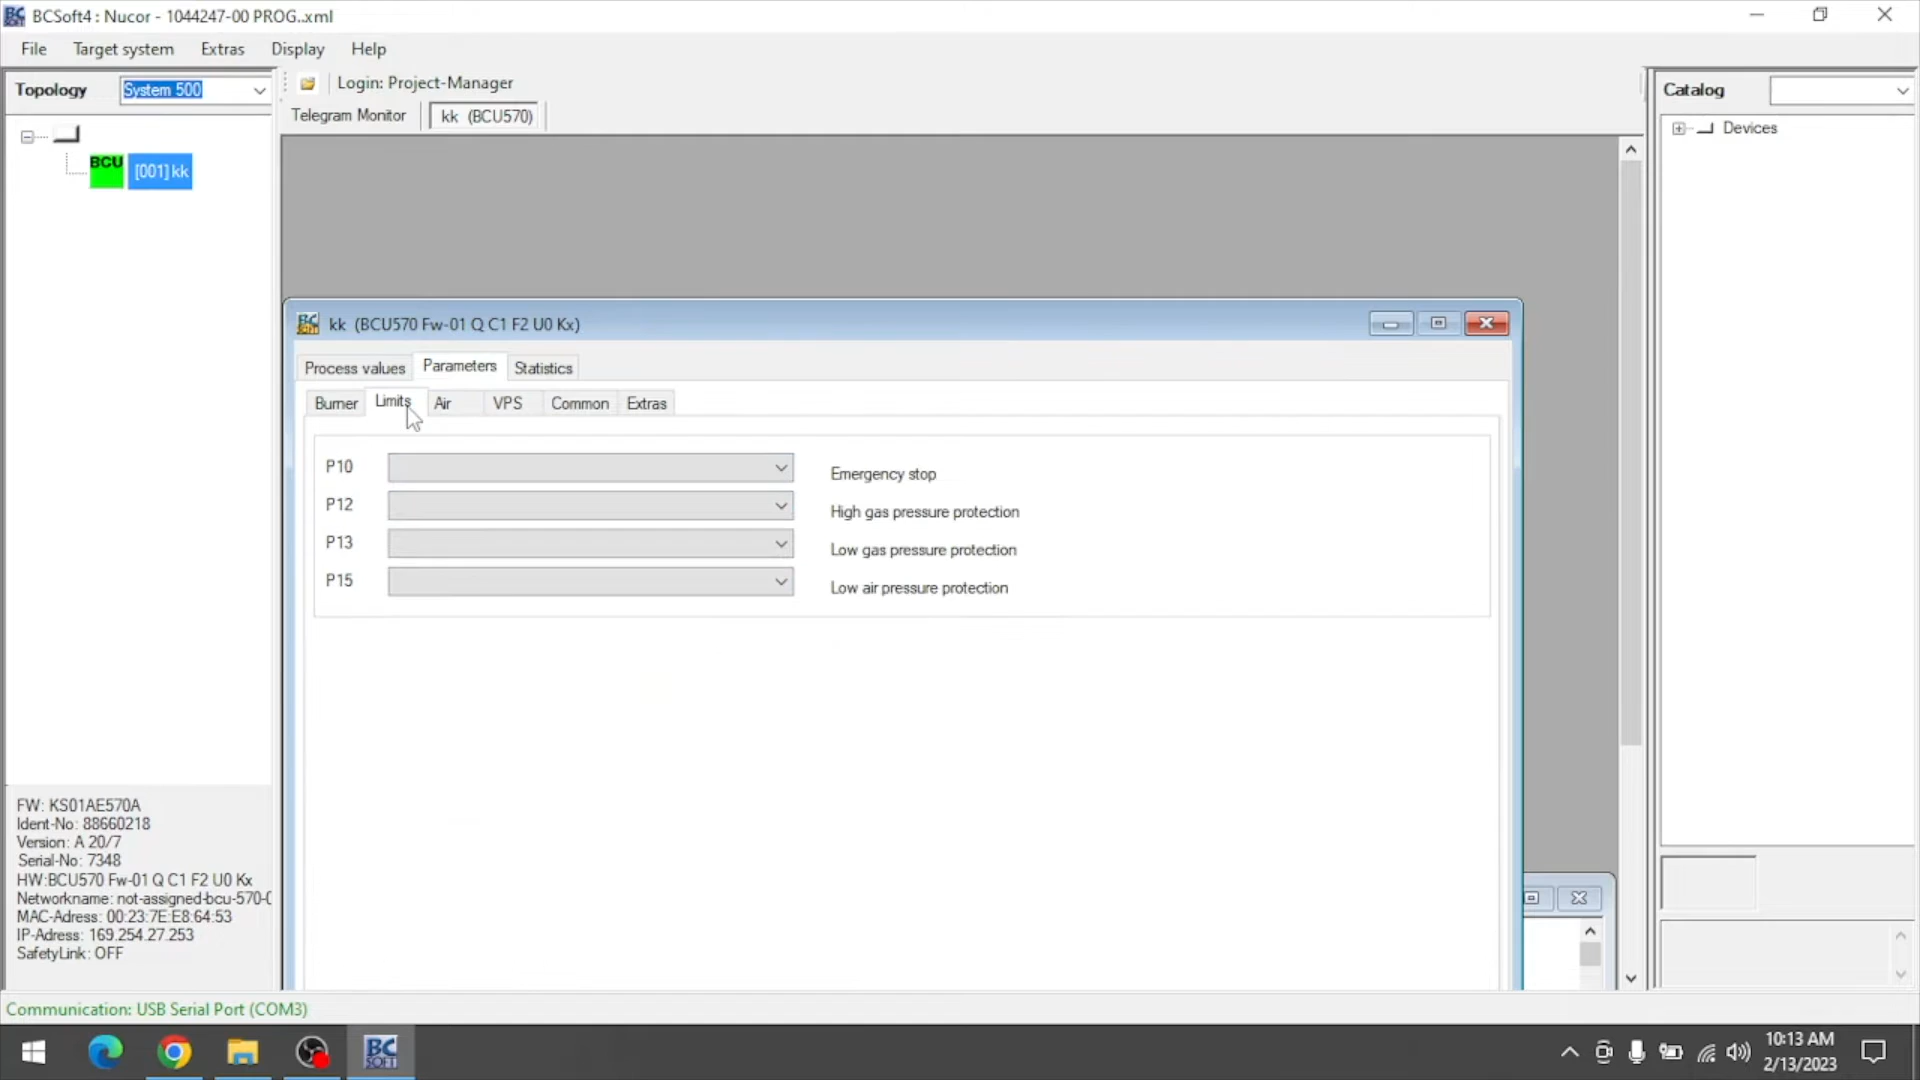 BCSoft4 : Nucor - 1044247-00 PROG..xml
File Target system Extras Display Help
Topology System 500
Login: Project-Manager
Catalog
Telegram Monitor kk (BCU570)
Devices
BCU [001] kk
BC SOFT kk (BCU570 Fw-01 Q C1 F2 U0 Kx)
Process values Parameters Statistics
Burner Limits Air VPS Common Extras
P10 Emergency stop
P12 High gas pressure protection
P13 Low gas pressure protection
P15 Low air pressure protection
FW: KS01AE570A
Ident-No: 88660218
Version: A 20/7
Serial-No: 7348
HW:BCU570 Fw-01 Q C1 F2 U0 Kx
Networkname: not-assigned-bcu-570-0
MAC-Adress: 00:23:7E:E8:64:53
IP-Adress: 169.254.27.253
SafetyLink: OFF
Communication: USB Serial Port (COM3)
BC SOFT
10:13 AM
2/13/2023